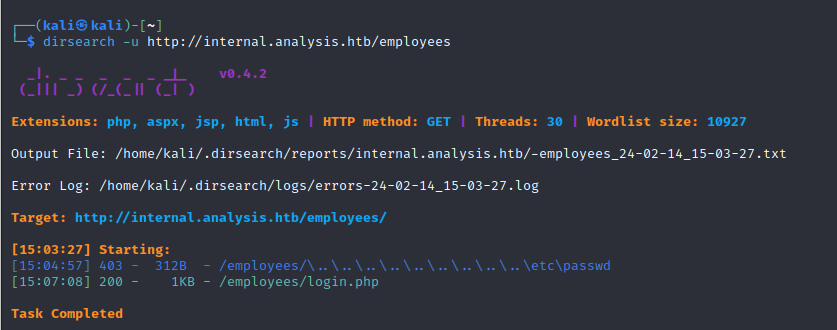 ┌──(kali㉿kali)-[~]
└─$ dirsearch -u http://internal.analysis.htb/employees
  _|. _ _  _  _  _ _|_    v0.4.2
 (_||| _) (/_(_|| (_| )
Extensions: php, aspx, jsp, html, js | HTTP method: GET | Threads: 30 | Wordlist size: 10927
Output File: /home/kali/.dirsearch/reports/internal.analysis.htb/-employees_24-02-14_15-03-27.txt
Error Log: /home/kali/.dirsearch/logs/errors-24-02-14_15-03-27.log
Target: http://internal.analysis.htb/employees/
[15:03:27] Starting:
[15:04:57] 403 -  312B  - /employees/\..\..\..\..\..\..\..\..\..\etc\passwd
[15:07:08] 200 -    1KB - /employees/login.php
Task Completed